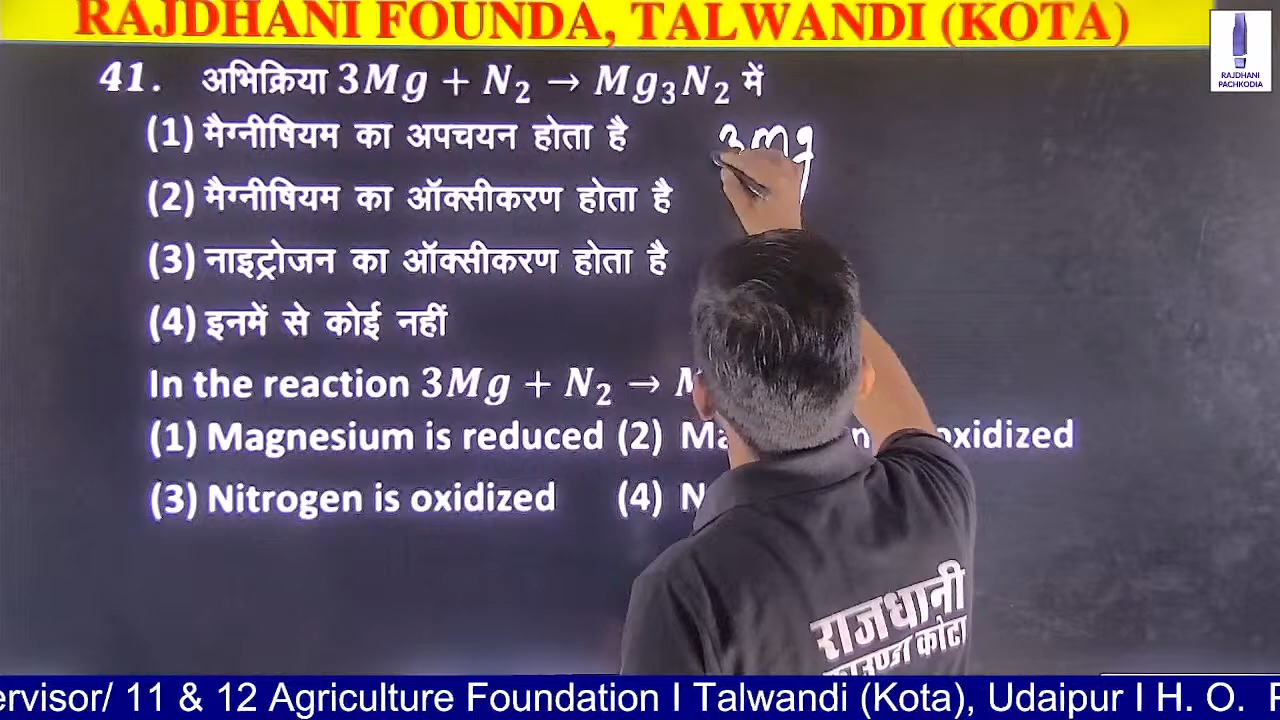 RAJDHANI FOUNDA, TALWANDI (KOTA)
RAJDHANI
PACHKODIA
41. अभिक्रिया 3Mg + N₂ → Mg₃N₂ में
(1) मैग्नीषियम का अपचयन होता है
3mg
(2) मैग्नीषियम का ऑक्सीकरण होता है
(3) नाइट्रोजन का ऑक्सीकरण होता है
(4) इनमें से कोई नहीं
In the reaction 3Mg + N₂ →
(1) Magnesium is reduced (2) oxidized
(3) Nitrogen is oxidized (4)
राजधानी
कोटा
ervisor/ 11 & 12 Agriculture Foundation I Talwandi (Kota), Udaipur I H. O.